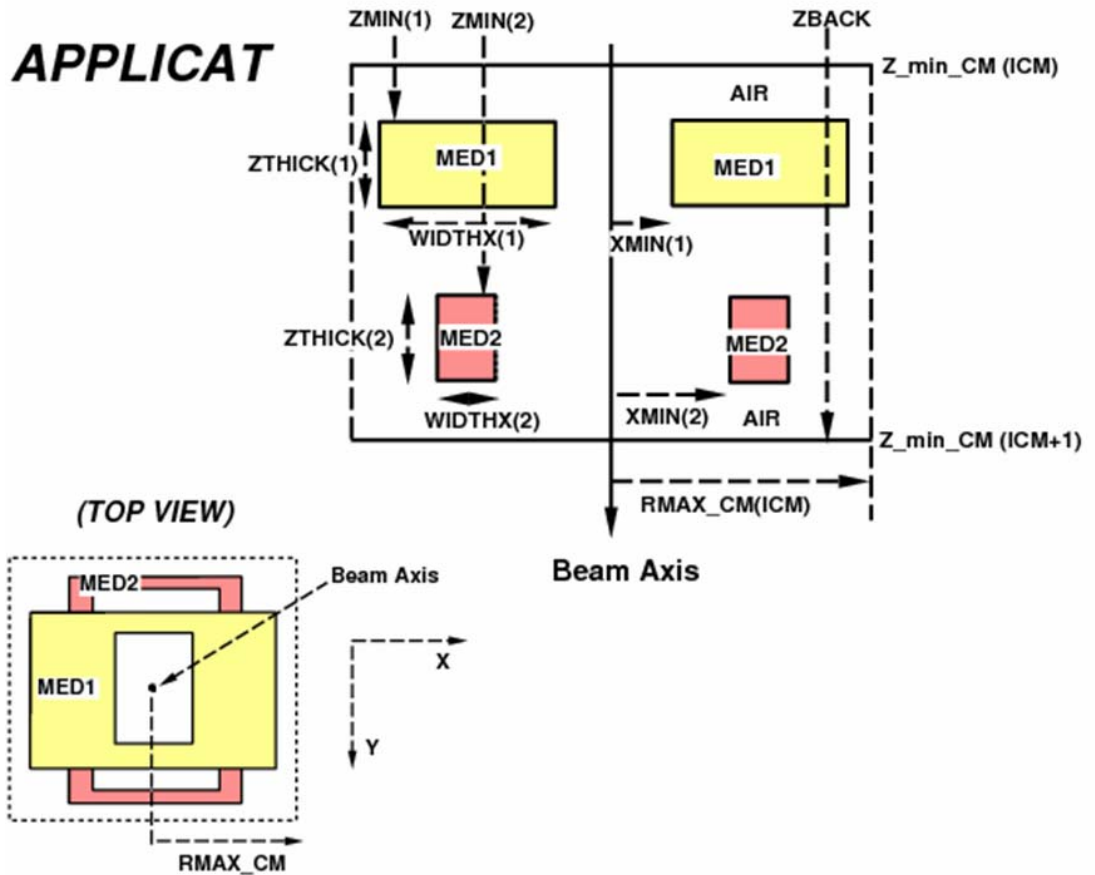 APPLICAT
ZMIN(1) ZMIN(2) ZBACK
Z_min_CM (ICM)
AIR
ZTHICK(1)
MED1
MED1
WIDTHX(1)
XMIN(1)
ZTHICK(2)
MED2
MED2
WIDTHX(2)
XMIN(2)
AIR
Z_min_CM (ICM+1)
RMAX_CM(ICM)
Beam Axis
(TOP VIEW)
MED2
Beam Axis
MED1
X
Y
RMAX_CM